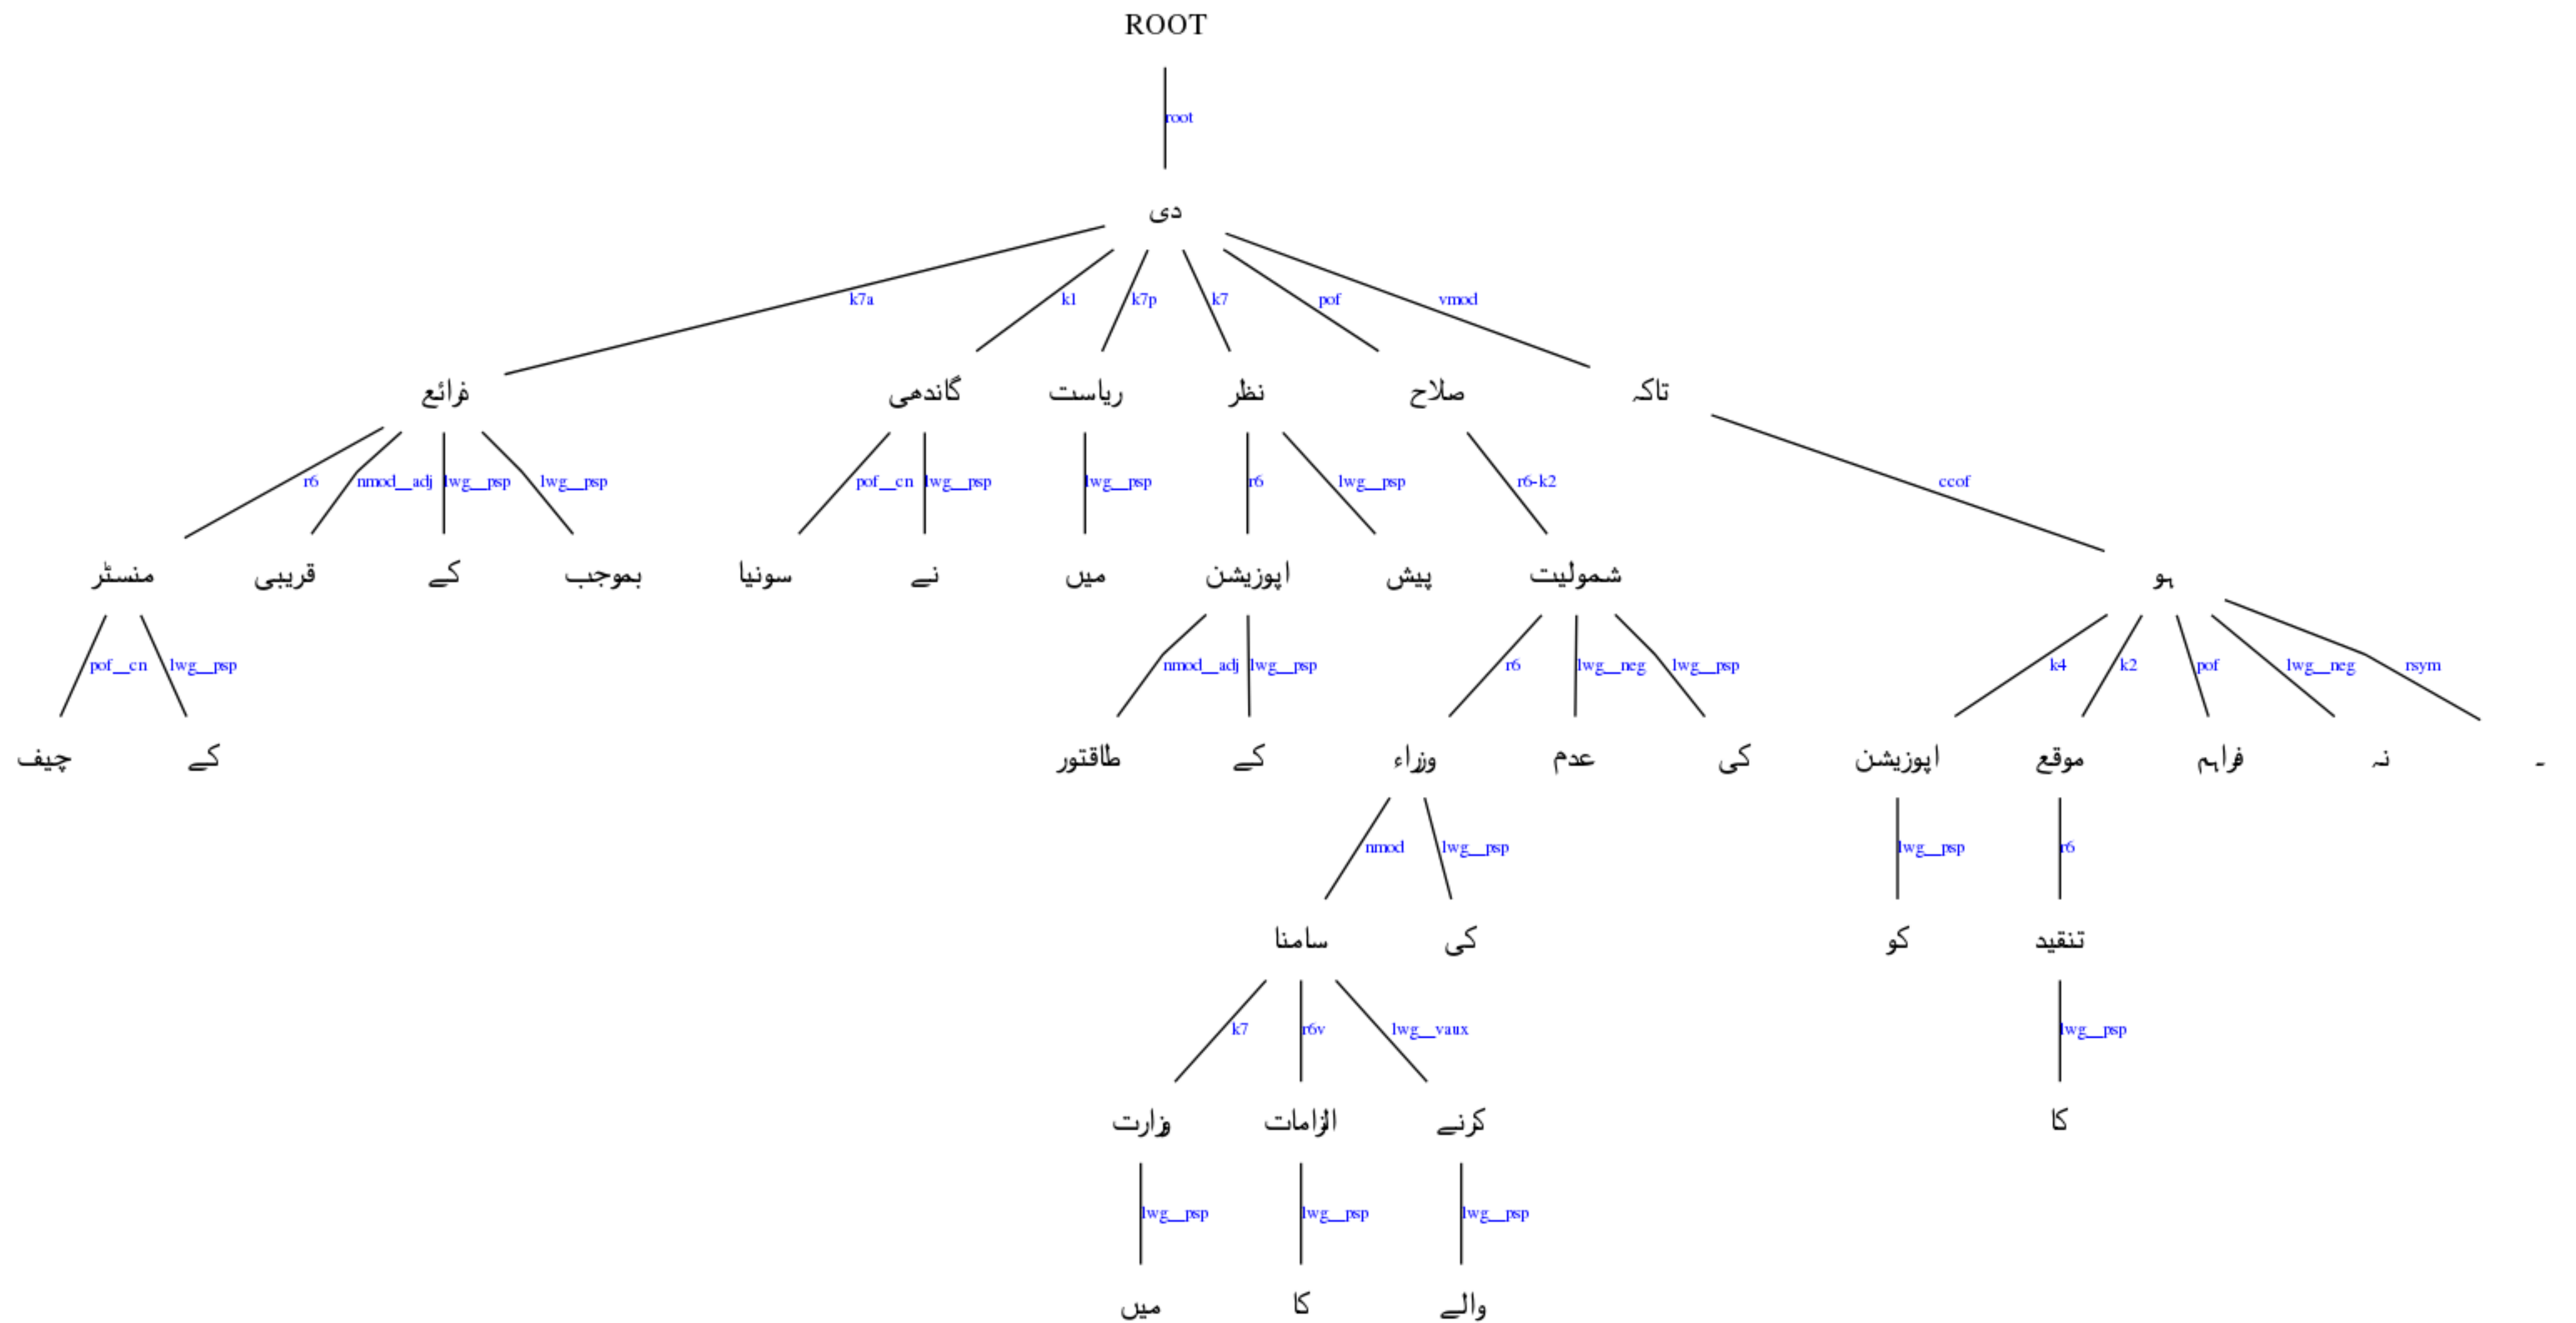 ROOT
root
دی
k7a k1 k7p k7 pof vmod
ذرائع گاندھی ریاست نظر صلاح تاکہ
r6 nmod__adj lwg__psp lwg__psp pof__cn lwg__psp lwg__psp r6 lwg__psp r6-k2 ccof
منسٹر قریبی کے بموجب سونیا نے میں اپوزیشن پیش شمولیت ہو
pof__cn lwg__psp nmod__adj lwg__psp r6 lwg__neg lwg__psp k4 k2 pof lwg__neg rsym
چیف کے طاقتور کے وزراء عدم کی اپوزیشن موقع فراہم نہ ۔
nmod lwg__psp lwg__psp r6
سامنا کی کو تنقید
k7 r6v lwg__vaux lwg__psp
وزارت الزامات کرنے کا
lwg__psp lwg__psp lwg__psp
میں کا والے